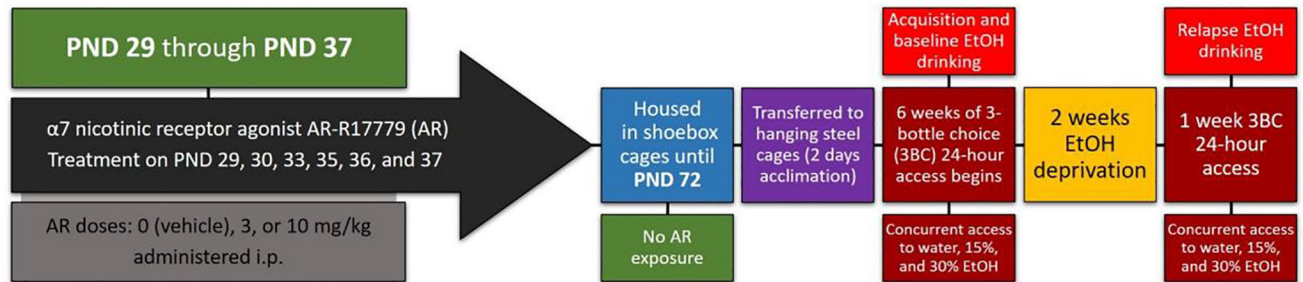 PND 29 through PND 37
α7 nicotinic receptor agonist AR-R17779 (AR)
Treatment on PND 29, 30, 33, 35, 36, and 37
AR doses: 0 (vehicle), 3, or 10 mg/kg
administered i.p.
Housed
in shoebox
cages until
PND 72
No AR
exposure
Transferred to
hanging steel
cages (2 days
acclimation)
Acquisition and
baseline EtOH
drinking
6 weeks of 3-
bottle choice
(3BC) 24-hour
access begins
Concurrent access
to water, 15%,
and 30% EtOH
2 weeks
EtOH
deprivation
Relapse EtOH
drinking
1 week 3BC
24-hour
access
Concurrent access
to water, 15%,
and 30% EtOH